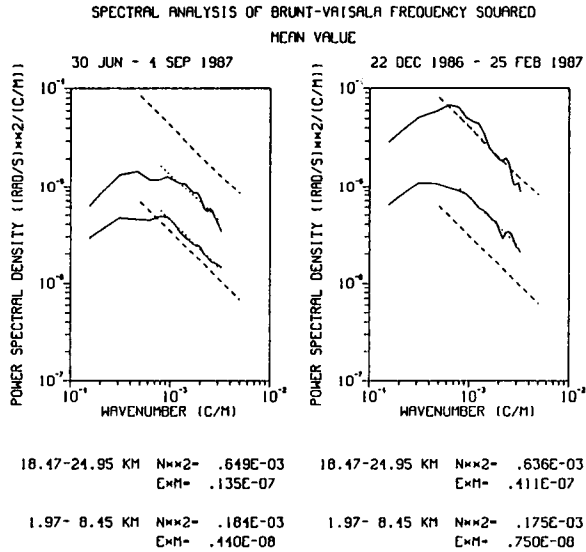 SPECTRAL ANALYSIS OF BRUNT-VAISALA FREQUENCY SQUARED
MEAN VALUE
30 JUN - 4 SEP 1987
POWER SPECTRAL DENSITY ((RAD/S)**2)**2/(C/M)
10⁻⁴
10⁻⁵
10⁻⁶
10⁻⁷
10⁻⁴ 10⁻³ 10⁻²
WAVENUMBER (C/M)
22 DEC 1986 - 25 FEB 1987
POWER SPECTRAL DENSITY ((RAD/S)**2)**2/(C/M)
10⁻⁴
10⁻⁵
10⁻⁶
10⁻⁷
10⁻⁴ 10⁻³ 10⁻²
WAVENUMBER (C/M)
18.47-24.95 KM N**2= .649E-03
E*M= .135E-07
1.97- 8.45 KM N**2= .184E-03
E*M= .440E-08
18.47-24.95 KM N**2= .636E-03
E*M= .411E-07
1.97- 8.45 KM N**2= .175E-03
E*M= .750E-08